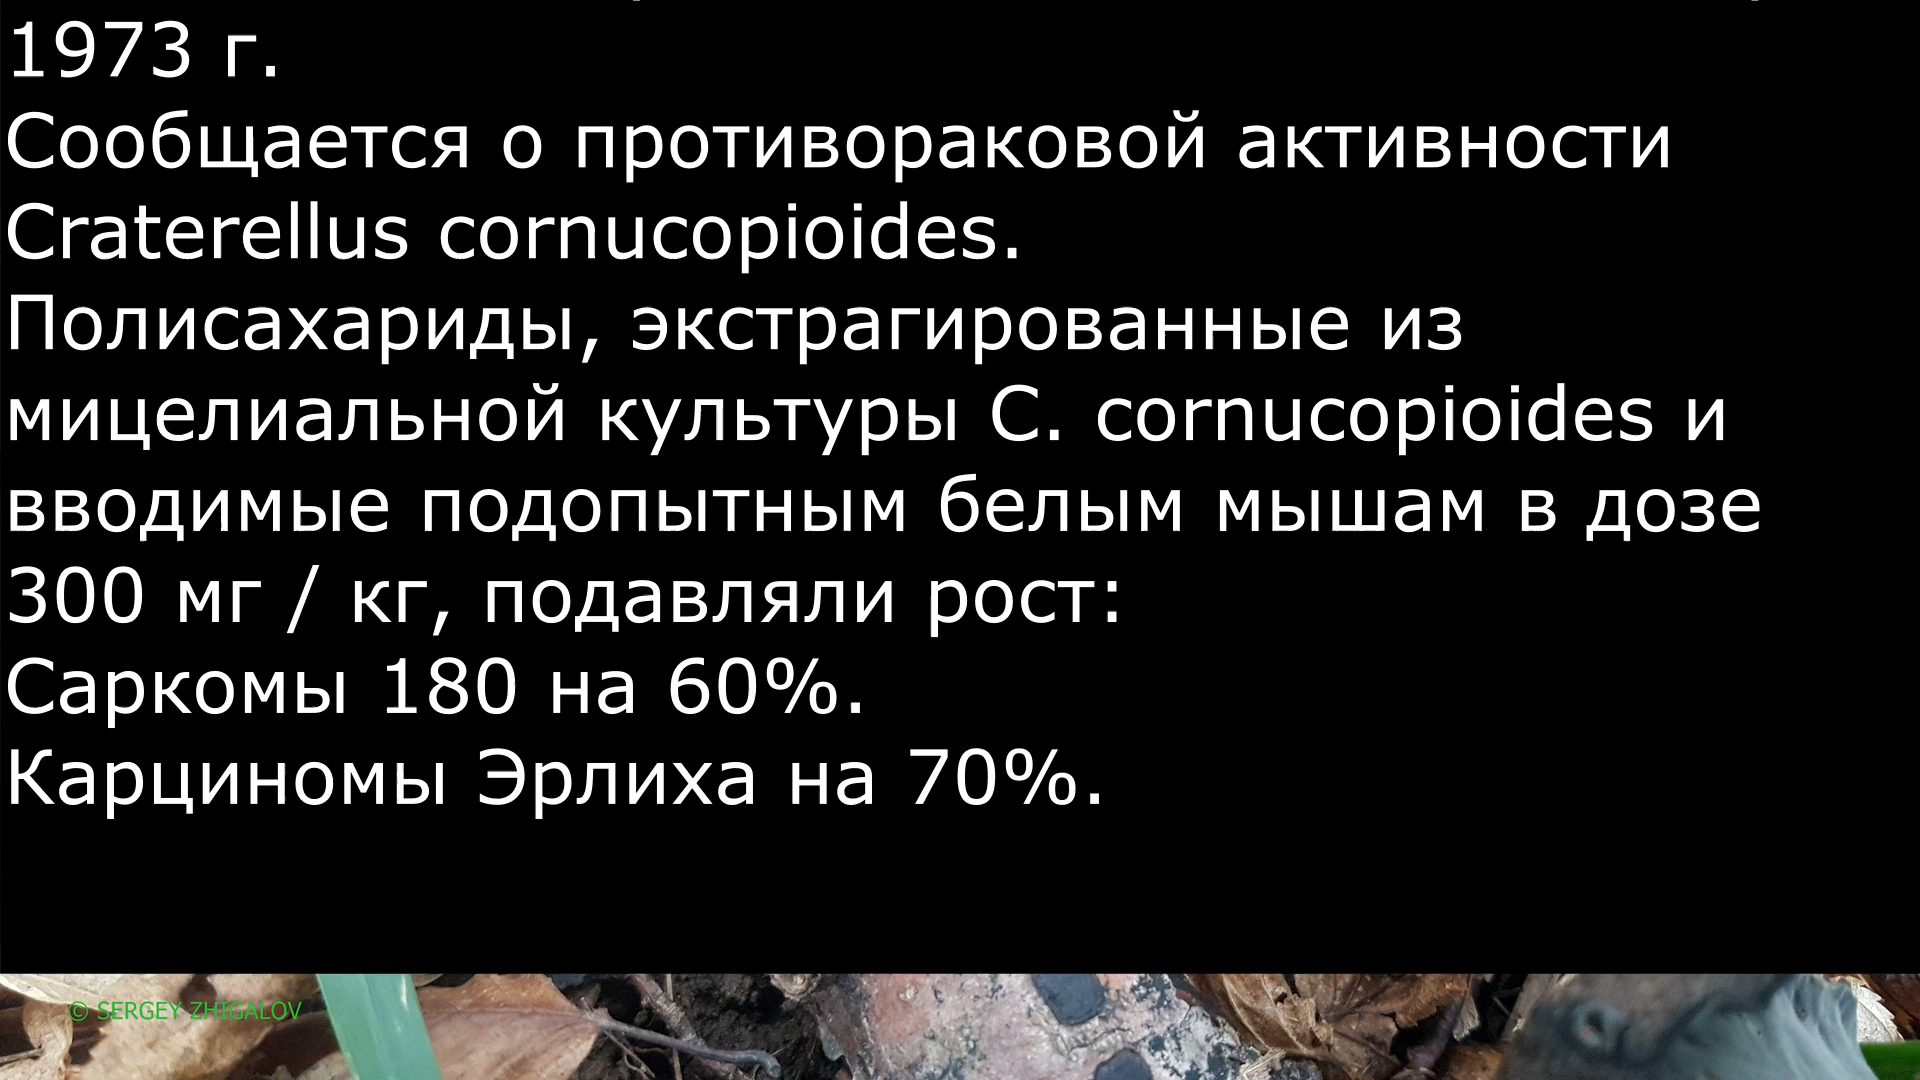 1973 г.
Сообщается о противораковой активности
Craterellus cornucopioides.
Полисахариды, экстрагированные из
мицелиальной культуры C. cornucopioides и
вводимые подопытным белым мышам в дозе
300 мг / кг, подавляли рост:
Саркомы 180 на 60%.
Карциномы Эрлиха на 70%.
© SERGEY ZHIGALOV